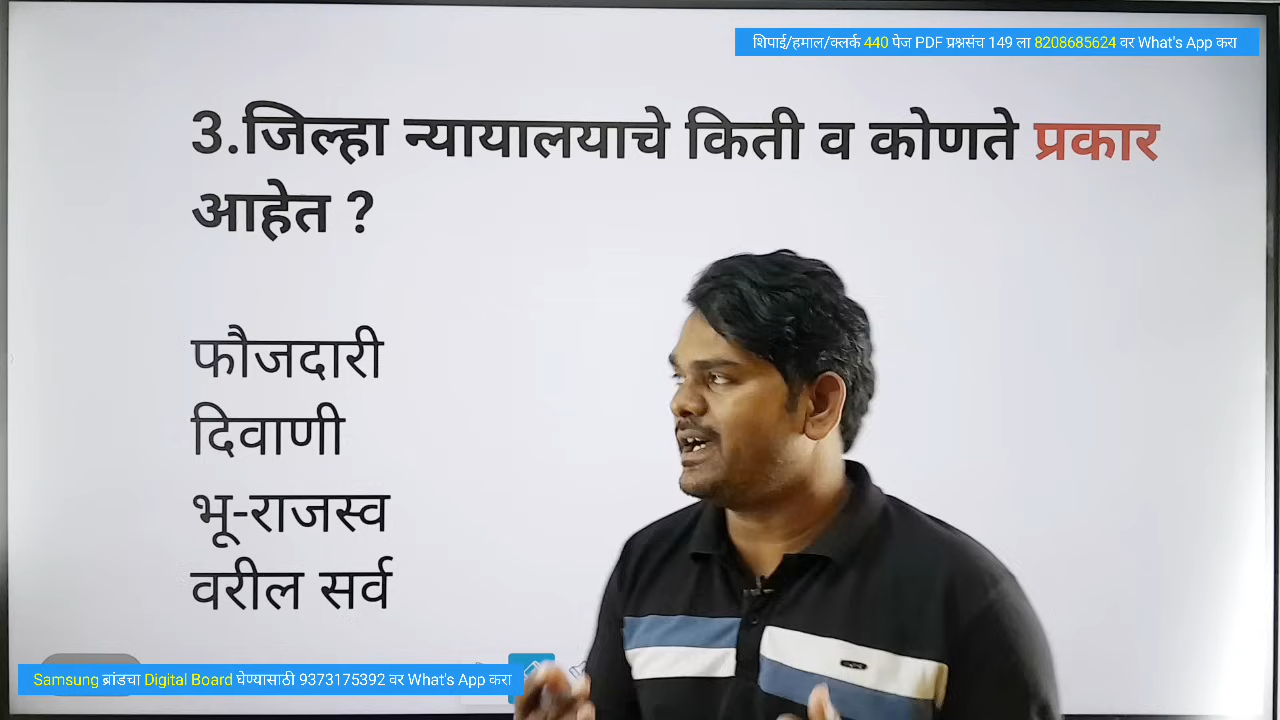 शिपाई/हमाल/क्लर्क 440 पेज PDF प्रश्नसंच 149 ला 8208685624 वर What's App करा
3.जिल्हा न्यायालयाचे किती व कोणते प्रकार
आहेत ?
फौजदारी
दिवाणी
भू-राजस्व
वरील सर्व
Samsung ब्रांडचा Digital Board घेण्यासाठी 9373175392 वर What's App करा